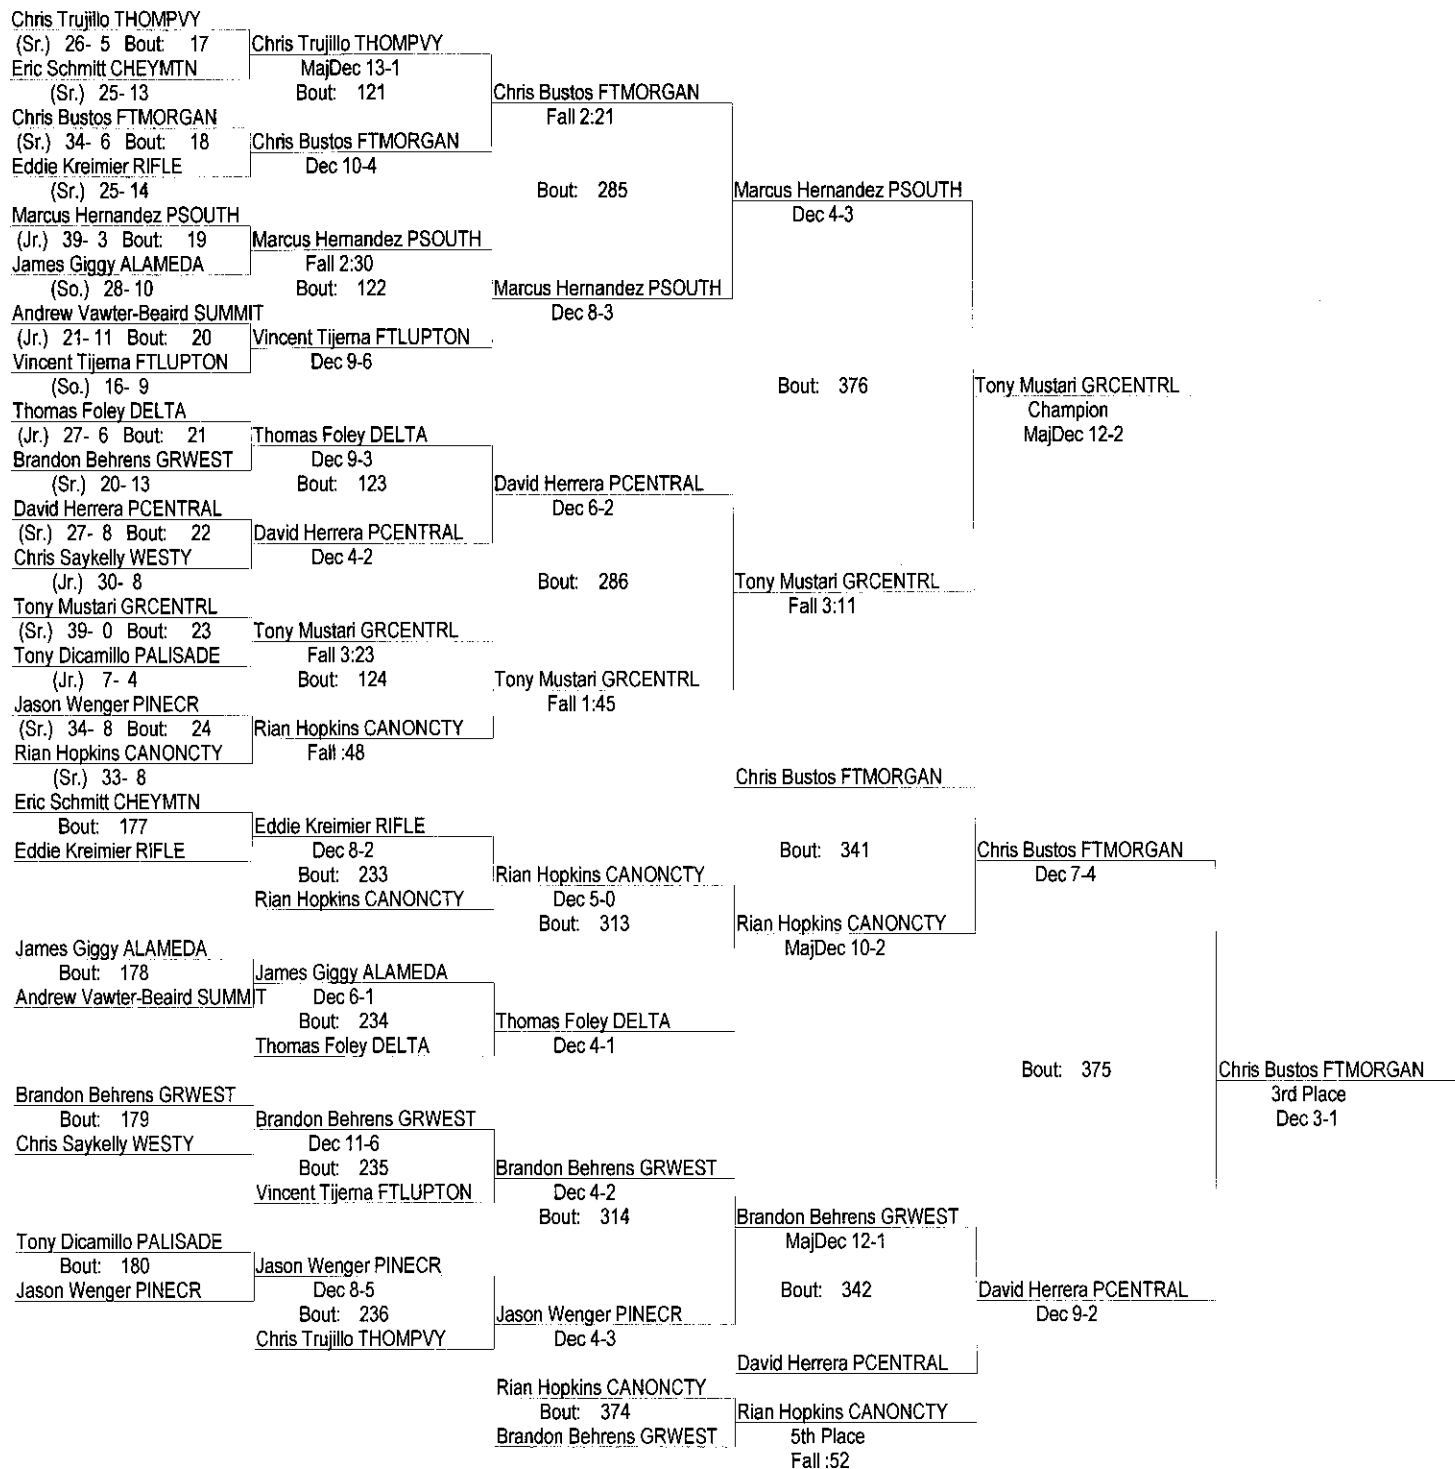 Chris Trujillo THOMPVY
(Sr.) 26- 5 Bout: 17
Eric Schmitt CHEYMTN
(Sr.) 25- 13
Chris Bustos FTMORGAN
(Sr.) 34- 6 Bout: 18
Eddie Kreimier RIFLE
(Sr.) 25- 14
Marcus Hernandez PSOUTH
(Jr.) 39- 3 Bout: 19
James Giggy ALAMEDA
(So.) 28- 10
Andrew Vawter-Beaird SUMMIT
(Jr.) 21- 11 Bout: 20
Vincent Tijerna FTLUPTON
(So.) 16- 9
Thomas Foley DELTA
(Jr.) 27- 6 Bout: 21
Brandon Behrens GRWEST
(Sr.) 20- 13
David Herrera PCENTRAL
(Sr.) 27- 8 Bout: 22
Chris Saykelly WESTY
(Jr.) 30- 8
Tony Mustari GRCENTRL
(Sr.) 39- 0 Bout: 23
Tony Dicamillo PALISADE
(Jr.) 7- 4
Jason Wenger PINECR
(Sr.) 34- 8 Bout: 24
Rian Hopkins CANONCTY
(Sr.) 33- 8
Chris Trujillo THOMPVY
MajDec 13-1
Bout: 121
Chris Bustos FTMORGAN
Dec 10-4
Marcus Hernandez PSOUTH
Fall 2:30
Bout: 122
Vincent Tijerna FTLUPTON
Dec 9-6
Thomas Foley DELTA
Dec 9-3
Bout: 123
David Herrera PCENTRAL
Dec 4-2
Tony Mustari GRCENTRL
Fall 3:23
Bout: 124
Rian Hopkins CANONCTY
Fall :48
Chris Bustos FTMORGAN
Fall 2:21
Bout: 285
Marcus Hernandez PSOUTH
Dec 8-3
David Herrera PCENTRAL
Dec 6-2
Bout: 286
Tony Mustari GRCENTRL
Fall 1:45
Marcus Hernandez PSOUTH
Dec 4-3
Bout: 376
Tony Mustari GRCENTRL
Fall 3:11
Tony Mustari GRCENTRL
Champion
MajDec 12-2
Eric Schmitt CHEYMTN
Bout: 177
Eddie Kreimier RIFLE
James Giggy ALAMEDA
Bout: 178
Andrew Vawter-Beaird SUMMIT
Brandon Behrens GRWEST
Bout: 179
Chris Saykelly WESTY
Tony Dicamillo PALISADE
Bout: 180
Jason Wenger PINECR
Eddie Kreimier RIFLE
Dec 8-2
Bout: 233
Rian Hopkins CANONCTY
James Giggy ALAMEDA
Dec 6-1
Bout: 234
Thomas Foley DELTA
Brandon Behrens GRWEST
Dec 11-6
Bout: 235
Vincent Tijerna FTLUPTON
Jason Wenger PINECR
Dec 8-5
Bout: 236
Chris Trujillo THOMPVY
Rian Hopkins CANONCTY
Dec 5-0
Bout: 313
Thomas Foley DELTA
Dec 4-1
Brandon Behrens GRWEST
Dec 4-2
Bout: 314
Jason Wenger PINECR
Dec 4-3
Chris Bustos FTMORGAN
Bout: 341
Rian Hopkins CANONCTY
MajDec 10-2
Brandon Behrens GRWEST
MajDec 12-1
Bout: 342
David Herrera PCENTRAL
Chris Bustos FTMORGAN
Dec 7-4
Bout: 375
David Herrera PCENTRAL
Dec 9-2
Chris Bustos FTMORGAN
3rd Place
Dec 3-1
Rian Hopkins CANONCTY
Bout: 374
Brandon Behrens GRWEST
Rian Hopkins CANONCTY
5th Place
Fall :52